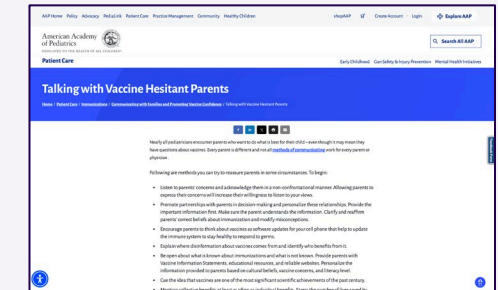 AAP Home Policy Advocacy PediaLink Patient Care Practice Management Community Healthy Children shopAAP Create Account Login Explore AAP
American Academy
of Pediatrics
DEDICATED TO THE HEALTH OF ALL CHILDREN
Search All AAP
Patient Care Early Childhood Gun Safety & Injury Prevention Mental Health Initiatives
Talking with Vaccine Hesitant Parents
Home / Patient Care / Immunizations / Communicating with Families and Promoting Vaccine Confidence / Talking with Vaccine Hesitant Parents
Nearly all pediatricians encounter parents who want to do what is best for their child – even though it may mean they
have questions about vaccines. Every parent is different and not all methods of communicating work for every parent or
physician.
Following are methods you can try to reassure parents in some circumstances. To begin:
• Listen to parents' concerns and acknowledge them in a non-confrontational manner. Allowing parents to
express their concerns will increase their willingness to listen to your views.
• Promote partnerships with parents in decision-making and personalize these relationships. Provide the
important information first. Make sure the parent understands the information. Clarify and reaffirm
parents' correct beliefs about immunization and modify misconceptions.
• Encourage parents to think about vaccines as software updates for your cell phone that help to update
the immune system to stay healthy to respond to germs.
• Explain where disinformation about vaccines comes from and identify who benefits from it.
• Be open about what is known about immunizations and what is not known. Provide parents with
Vaccine Information Statements, educational resources, and reliable websites. Personalize the
information provided to parents based on cultural beliefs, vaccine concerns, and literacy level.
• Cue the idea that vaccines are one of the most significant scientific achievements of the past century.